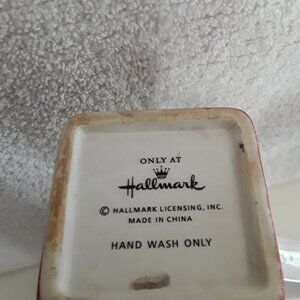 ONLY AT
Hallmark
© HALLMARK LICENSING, INC.
MADE IN CHINA
HAND WASH ONLY